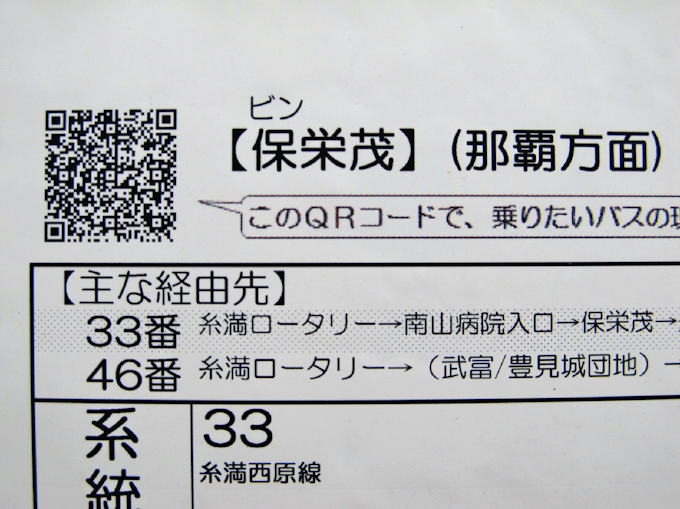 ビン
【保栄茂】(那覇方面)
このQRコードで、乗りたいバスの現
【主な経由先】
33番 糸満ロータリー→南山病院入口→保栄茂→
46番 糸満ロータリー→(武富/豊見城団地)→
系統 33
糸満西原線